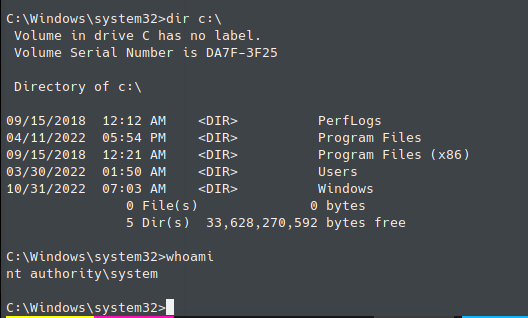 C:\Windows\system32>dir c:\
 Volume in drive C has no label.
 Volume Serial Number is DA7F-3F25

 Directory of c:\

09/15/2018  12:12 AM    <DIR>          PerfLogs
04/11/2022  05:54 PM    <DIR>          Program Files
09/15/2018  12:21 AM    <DIR>          Program Files (x86)
03/30/2022  01:50 AM    <DIR>          Users
10/31/2022  07:03 AM    <DIR>          Windows
               0 File(s)              0 bytes
               5 Dir(s)  33,628,270,592 bytes free

C:\Windows\system32>whoami
nt authority\system

C:\Windows\system32>